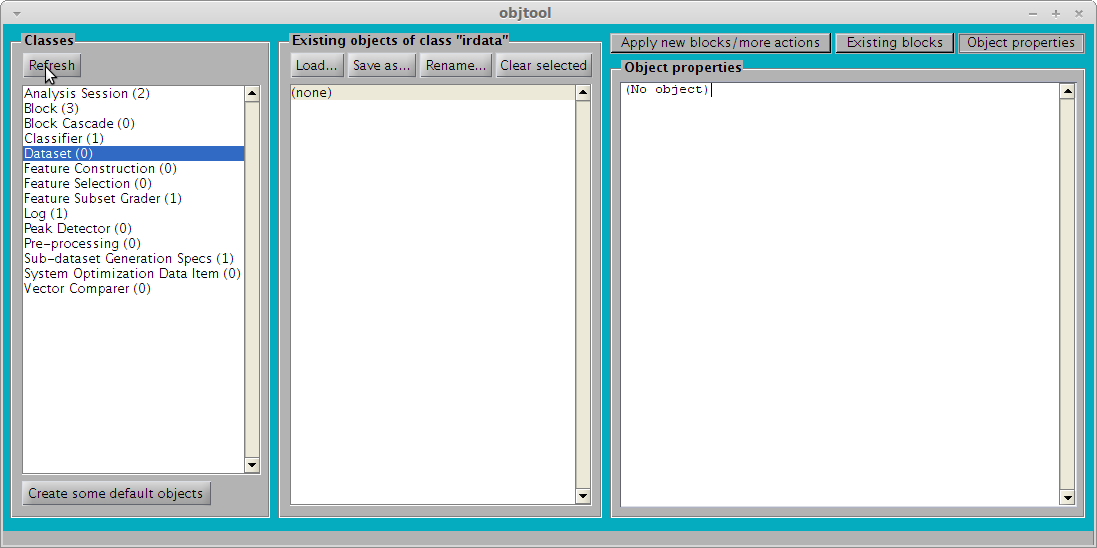 objtool
Classes
Refresh
Analysis Session (2)
Block (3)
Block Cascade (0)
Classifier (1)
Dataset (0)
Feature Construction (0)
Feature Selection (0)
Feature Subset Grader (1)
Log (1)
Peak Detector (0)
Pre-processing (0)
Sub-dataset Generation Specs (1)
System Optimization Data Item (0)
Vector Comparer (0)
Create some default objects
Existing objects of class "irdata"
Load... Save as... Rename... Clear selected
(none)
Apply new blocks/more actions Existing blocks Object properties
Object properties
(No object)